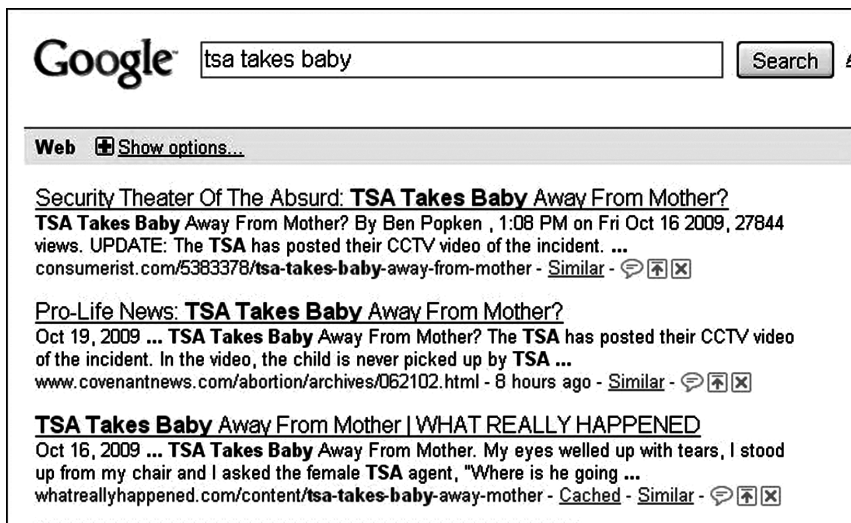 Google™ tsa takes baby Search
Web Show options...
Security Theater Of The Absurd: TSA Takes Baby Away From Mother?
TSA Takes Baby Away From Mother? By Ben Popken , 1:08 PM on Fri Oct 16 2009, 27844
views. UPDATE: The TSA has posted their CCTV video of the incident. ...
consumerist.com/5383378/tsa-takes-baby-away-from-mother - Similar -
Pro-Life News: TSA Takes Baby Away From Mother?
Oct 19, 2009 ... TSA Takes Baby Away From Mother? The TSA has posted their CCTV video
of the incident. In the video, the child is never picked up by TSA ...
www.covenantnews.com/abortion/archives/062102.html - 8 hours ago - Similar -
TSA Takes Baby Away From Mother | WHAT REALLY HAPPENED
Oct 16, 2009 ... TSA Takes Baby Away From Mother. My eyes welled up with tears, I stood
up from my chair and I asked the female TSA agent, "Where is he going ...
whatreallyhappened.com/content/tsa-takes-baby-away-mother - Cached - Similar -